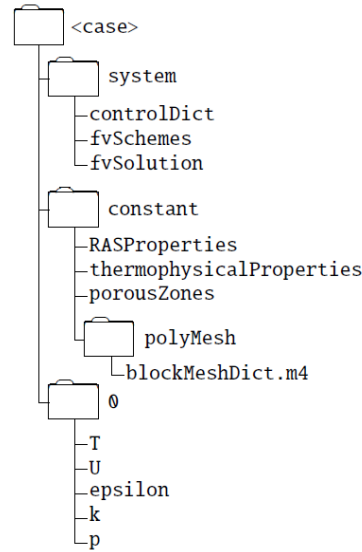 <case>
system
controlDict
fvSchemes
fvSolution
constant
RASProperties
thermophysicalProperties
porousZones
polyMesh
blockMeshDict.m4
0
T
U
epsilon
k
p